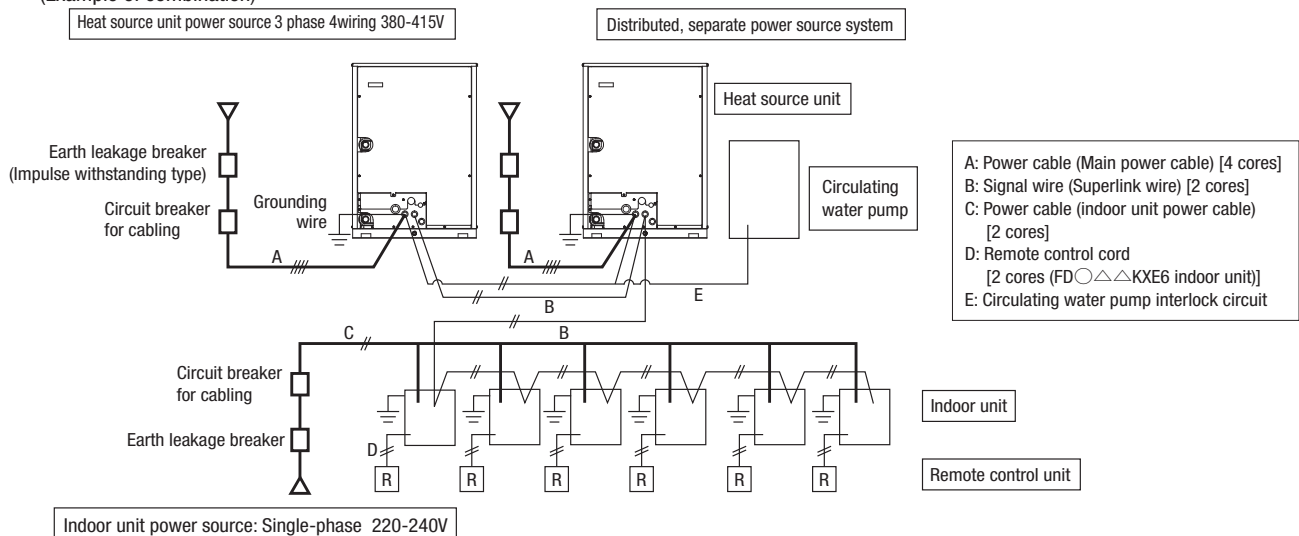 (Example of combination)
Heat source unit power source 3 phase 4wiring 380-415V
Distributed, separate power source system
Heat source unit
Earth leakage breaker
(Impulse withstanding type)
Circuit breaker
for cabling
Grounding
wire
Circulating
water pump
A: Power cable (Main power cable) [4 cores]
B: Signal wire (Superlink wire) [2 cores]
C: Power cable (indoor unit power cable)
[2 cores]
D: Remote control cord
[2 cores (FD○△△KXE6 indoor unit)]
E: Circulating water pump interlock circuit
A
A
B
E
C
B
Circuit breaker
for cabling
Earth leakage breaker
Indoor unit
D
R
R
R
R
R
R
Remote control unit
Indoor unit power source: Single-phase 220-240V